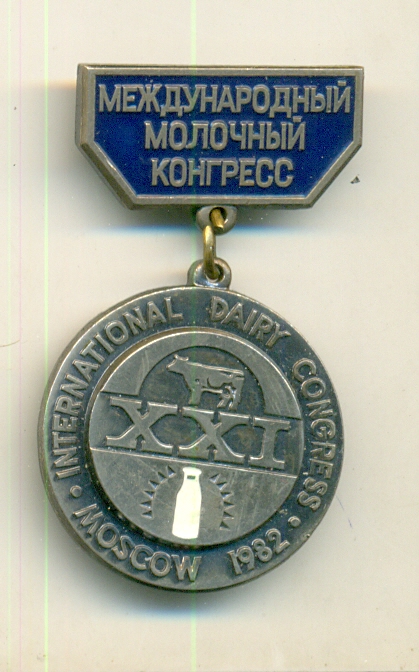 МЕЖДУНАРОДНЫЙ
МОЛОЧНЫЙ
КОНГРЕСС
INTERNATIONAL DAIRY CONGRESS
XXI
MOSCOW 1982